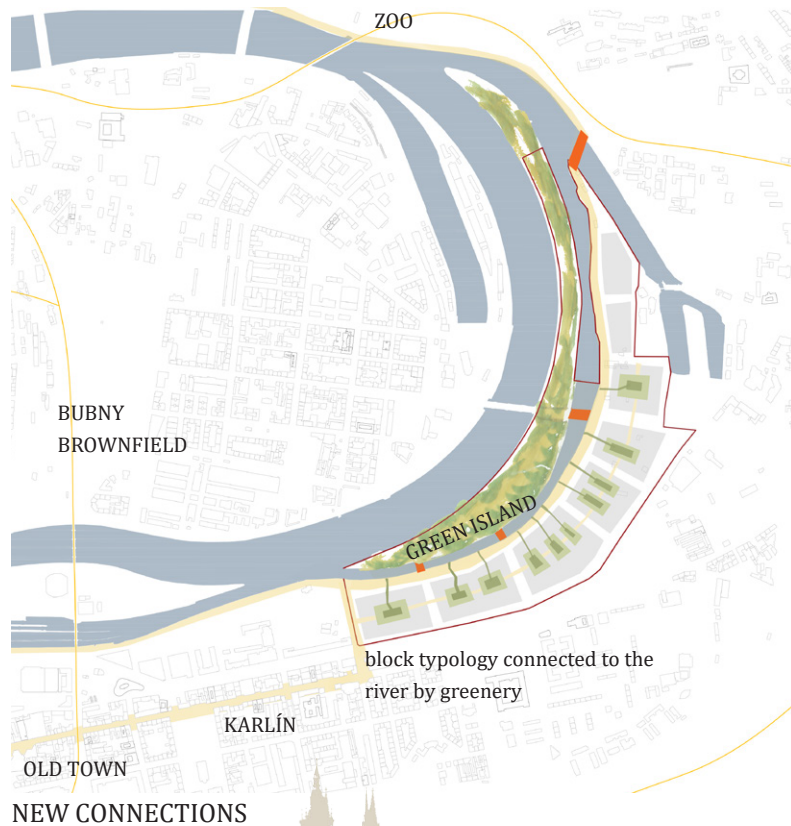 ZOO
BUBNY
BROWNFIELD
GREEN ISLAND
block typology connected to the
river by greenery
KARLÍN
OLD TOWN
NEW CONNECTIONS